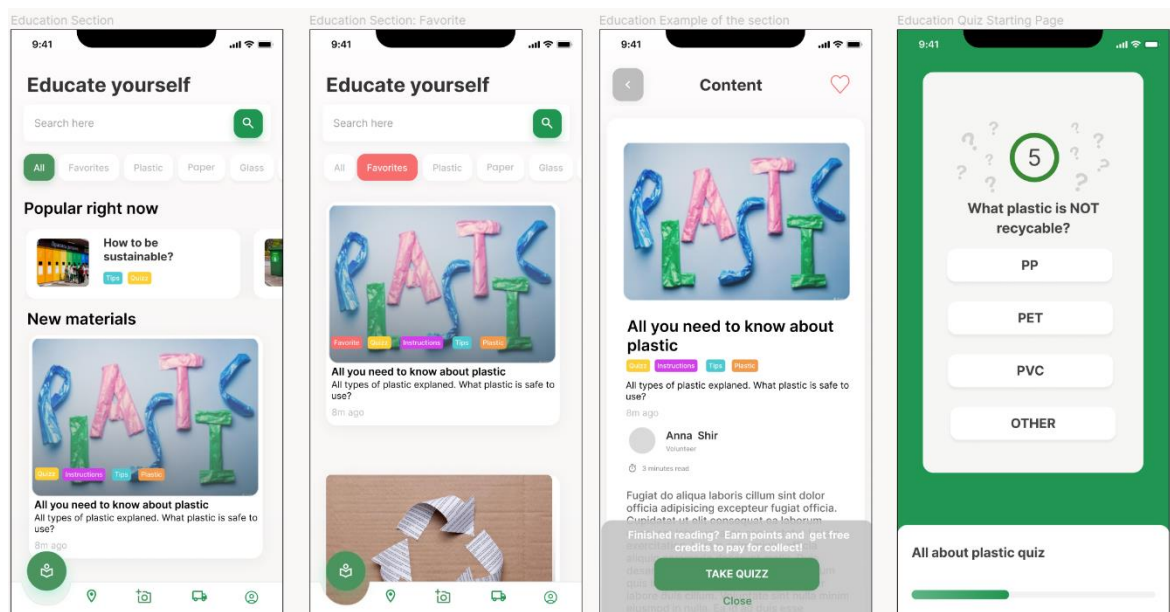 Education Section
9:41
Educate yourself
Search here
All
Favorites
Plastic
Paper
Glass
Popular right now
How to be
sustainable?
Tips
Quizz
New materials
PLASTIC
Quizz
Instructions
Tips
Plastic
All you need to know about plastic
All types of plastic explaned. What plastic is safe to
use?
8m ago
Education Section: Favorite
9:41
Educate yourself
Search here
All
Favorites
Plastic
Paper
Glass
PLASTIC
Favorite
Quizz
Instructions
Tips
Plastic
All you need to know about plastic
All types of plastic explaned. What plastic is safe to
use?
8m ago
Education Example of the section
9:41
Content
PLASTIC
All you need to know about
plastic
Quizz
Instructions
Tips
Plastic
All types of plastic explaned. What plastic is safe to
use?
8m ago
Anna Shir
Volunteer
3 minutes read
Fugiat do aliqua laboris cillum sint dolor
officia adipisicing excepteur fugiat officia.
Cupidatat ut elit consequat ea laborum
Finished reading? Earn points and get free
credits to pay for collect!
TAKE QUIZZ
Close
Education Quiz Starting Page
9:41
5
What plastic is NOT
recycable?
PP
PET
PVC
OTHER
All about plastic quiz